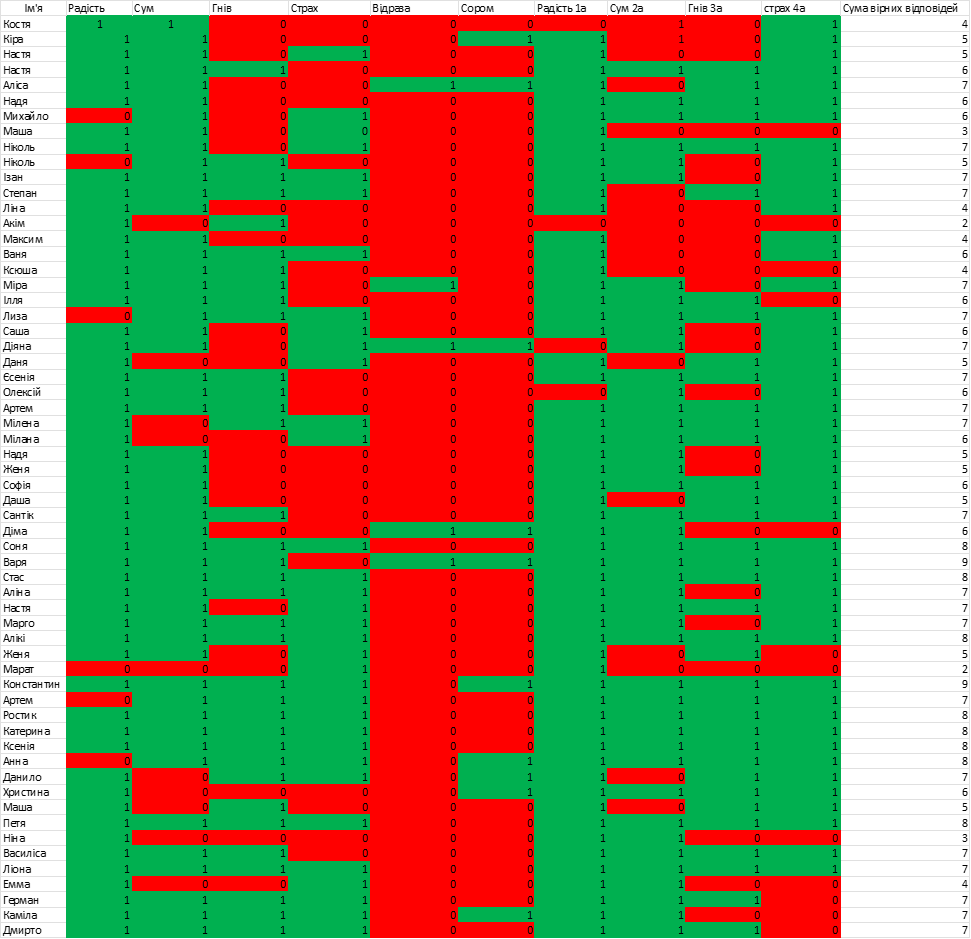 Ім'я Радість Сум Гнів Страх Відрава Сором Радість 1а Сум 2а Гнів 3а страх 4а Сума вірних відповідей
Костя 1 1 0 0 0 0 0 1 0 1 4
Кіра 1 1 0 0 0 1 1 1 0 1 5
Настя 1 1 0 1 0 0 1 0 0 1 5
Настя 1 1 1 0 0 0 1 1 1 1 6
Аліса 1 1 0 0 1 1 1 0 1 1 7
Надя 1 1 0 0 0 0 1 1 1 1 6
Михайло 0 1 0 1 0 0 1 1 1 1 6
Маша 1 1 0 0 0 0 1 0 0 0 3
Ніколь 1 1 0 1 0 0 1 1 1 1 7
Ніколь 0 1 1 0 0 0 1 1 0 1 5
Ізан 1 1 1 1 0 0 1 1 0 1 7
Степан 1 1 1 1 0 0 1 0 1 1 7
Ліна 1 1 0 0 0 0 1 0 0 1 4
Акім 1 0 1 0 0 0 0 0 0 0 2
Максим 1 1 0 0 0 0 1 0 0 1 4
Ваня 1 1 1 1 0 0 1 0 0 1 6
Ксюша 1 1 1 0 0 0 1 0 0 0 4
Міра 1 1 1 0 1 0 1 1 0 1 7
Ілля 1 1 1 0 0 0 1 1 1 0 6
Лиза 0 1 1 1 0 0 1 1 1 1 7
Саша 1 1 0 1 0 0 1 1 0 1 6
Діяна 1 1 0 1 1 1 0 1 0 1 7
Даня 1 0 0 1 0 0 1 0 1 1 5
Єсенія 1 1 1 0 0 0 1 1 1 1 7
Олексій 1 1 1 0 0 0 0 1 0 1 6
Артем 1 1 1 0 0 0 1 1 1 1 7
Мілена 1 0 1 1 0 0 1 1 1 1 7
Мілана 1 0 0 1 0 0 1 1 1 1 6
Надя 1 1 0 0 0 0 1 1 0 1 5
Женя 1 1 0 0 0 0 1 1 0 1 5
Софія 1 1 0 0 0 0 1 1 1 1 6
Даша 1 1 0 0 0 0 1 0 1 1 5
Сантік 1 1 1 0 0 0 1 1 1 1 7
Діма 1 1 0 0 1 1 1 1 0 0 6
Соня 1 1 1 1 0 0 1 1 1 1 8
Варя 1 1 1 0 1 1 1 1 1 1 9
Стас 1 1 1 1 0 0 1 1 1 1 8
Аліна 1 1 1 1 0 0 1 1 0 1 7
Настя 1 1 0 1 0 0 1 1 1 1 7
Марго 1 1 1 1 0 0 1 1 0 1 7
Алікі 1 1 1 1 0 0 1 1 1 1 8
Женя 1 1 0 1 0 0 1 0 1 0 5
Марат 0 0 0 1 0 0 1 0 0 0 2
Константин 1 1 1 1 0 1 1 1 1 1 9
Артем 0 1 1 1 0 0 1 1 1 1 7
Ростик 1 1 1 1 0 0 1 1 1 1 8
Катерина 1 1 1 1 0 0 1 1 1 1 8
Ксенія 1 1 1 1 0 0 1 1 1 1 8
Анна 0 1 1 1 0 1 1 1 1 1 8
Данило 1 0 1 1 0 1 1 0 1 1 7
Христина 1 0 0 0 0 1 1 1 1 1 6
Маша 1 0 1 0 0 0 1 0 1 1 5
Петя 1 1 1 1 0 0 1 1 1 1 8
Ніна 1 0 0 0 0 0 1 1 0 0 3
Василіса 1 1 1 0 0 0 1 1 1 1 7
Ліона 1 1 1 1 0 0 1 1 1 1 7
Емма 1 0 0 1 0 0 1 1 0 0 4
Герман 1 1 1 1 0 0 1 1 1 0 7
Каміла 1 1 1 1 0 1 1 1 0 0 7
Дмирто 1 1 1 1 0 0 1 1 1 0 7